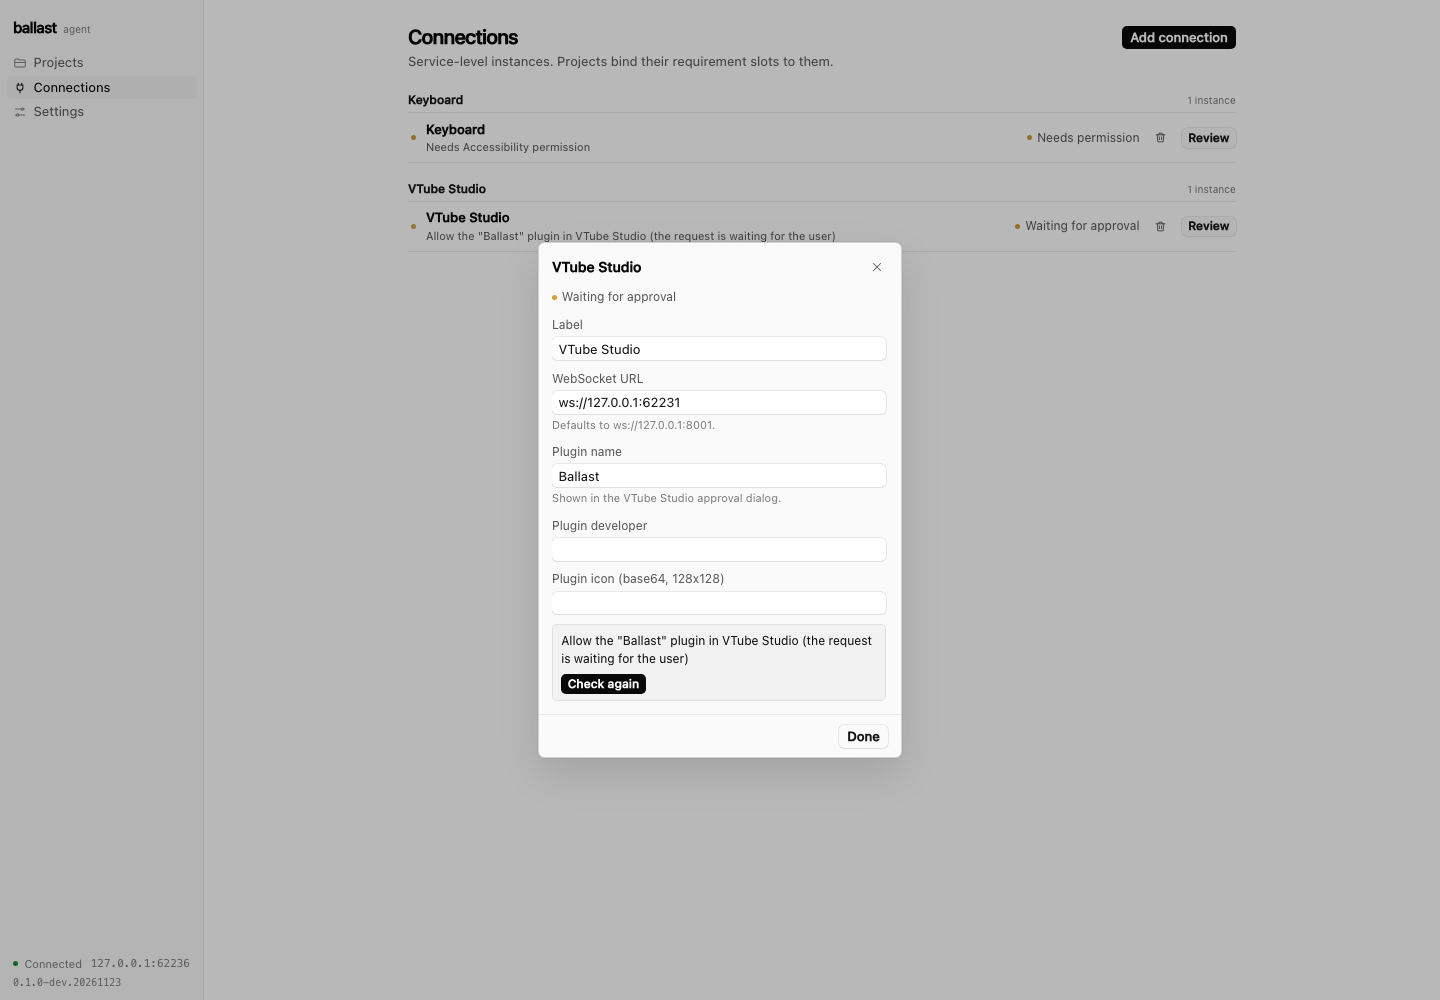 ballast agent
Projects
Connections
Settings
Connections
Add connection
Service-level instances. Projects bind their requirement slots to them.
Keyboard
1 instance
Keyboard
Needs Accessibility permission
Needs permission
Review
VTube Studio
1 instance
VTube Studio
Allow the "Ballast" plugin in VTube Studio (the request is waiting for the user)
Waiting for approval
Review
VTube Studio
Waiting for approval
Label
VTube Studio
WebSocket URL
ws://127.0.0.1:62231
Defaults to ws://127.0.0.1:8001.
Plugin name
Ballast
Shown in the VTube Studio approval dialog.
Plugin developer
Plugin icon (base64, 128x128)
Allow the "Ballast" plugin in VTube Studio (the request
is waiting for the user)
Check again
Done
Connected 127.0.0.1:62236
0.1.0-dev.20261123